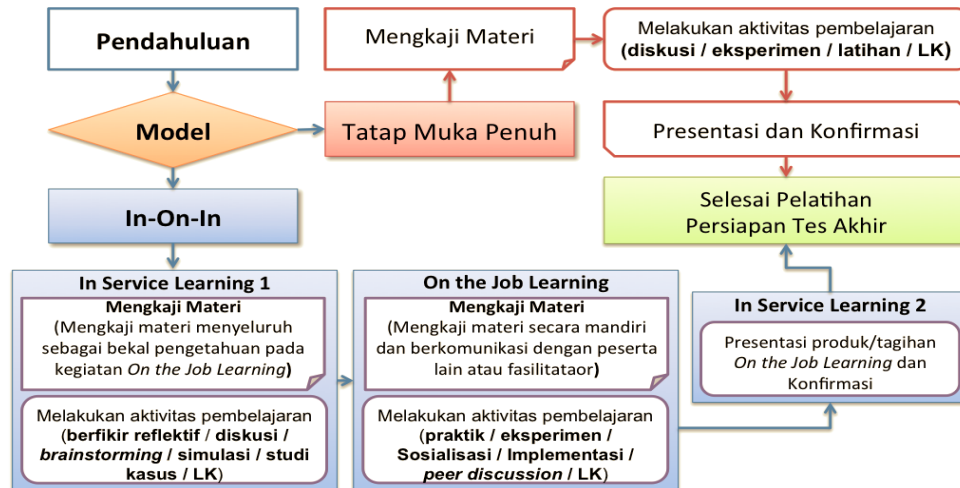 Pendahuluan
Model
Tatap Muka Penuh
Mengkaji Materi
Melakukan aktivitas pembelajaran
(diskusi / eksperimen / latihan / LK)
Presentasi dan Konfirmasi
Selesai Pelatihan
Persiapan Tes Akhir
In-On-In
In Service Learning 1
Mengkaji Materi
(Mengkaji materi menyeluruh
sebagai bekal pengetahuan pada
kegiatan On the Job Learning)
Melakukan aktivitas pembelajaran
(berfikir reflektif / diskusi /
brainstorming / simulasi / studi
kasus / LK)
On the Job Learning
Mengkaji Materi
(Mengkaji materi secara mandiri
dan berkomunikasi dengan peserta
lain atau fasilitataor)
Melakukan aktivitas pembelajaran
(praktik / eksperimen /
Sosialisasi / Implementasi /
peer discussion / LK)
In Service Learning 2
Presentasi produk/tagihan
On the Job Learning dan
Konfirmasi